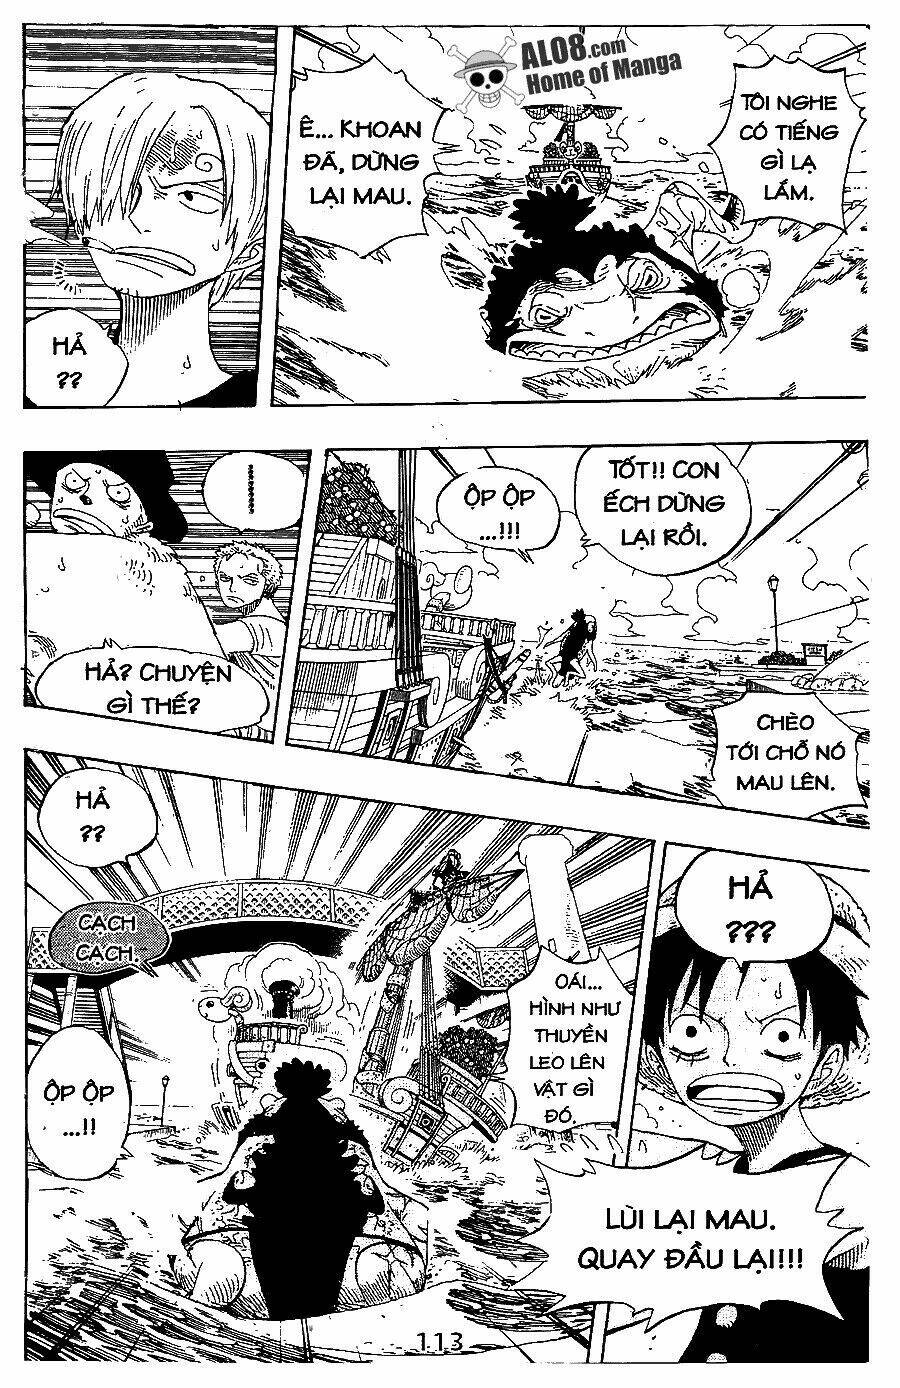 ALO8.com
Home of Manga
TÔI NGHE
CÓ TIẾNG
GÌ LẠ
LẮM.
Ê... KHOAN
ĐÃ, DỪNG
LẠI MAU.
HẢ
??
TỐT!! CON
ẾCH DỪNG
LẠI RỒI.
ỘP ỘP
...!!!
CHÈO
TỚI CHỖ NÓ
MAU LÊN.
HẢ? CHUYỆN
GÌ THẾ?
HẢ
??
CẠCH
CẠCH.
ỘP ỘP
...!!
OÁI...
HÌNH NHƯ
THUYỀN
LEO LÊN
VẬT GÌ
ĐÓ.
HẢ
???
LÙI LẠI MAU.
QUAY ĐẦU LẠI!!!
113